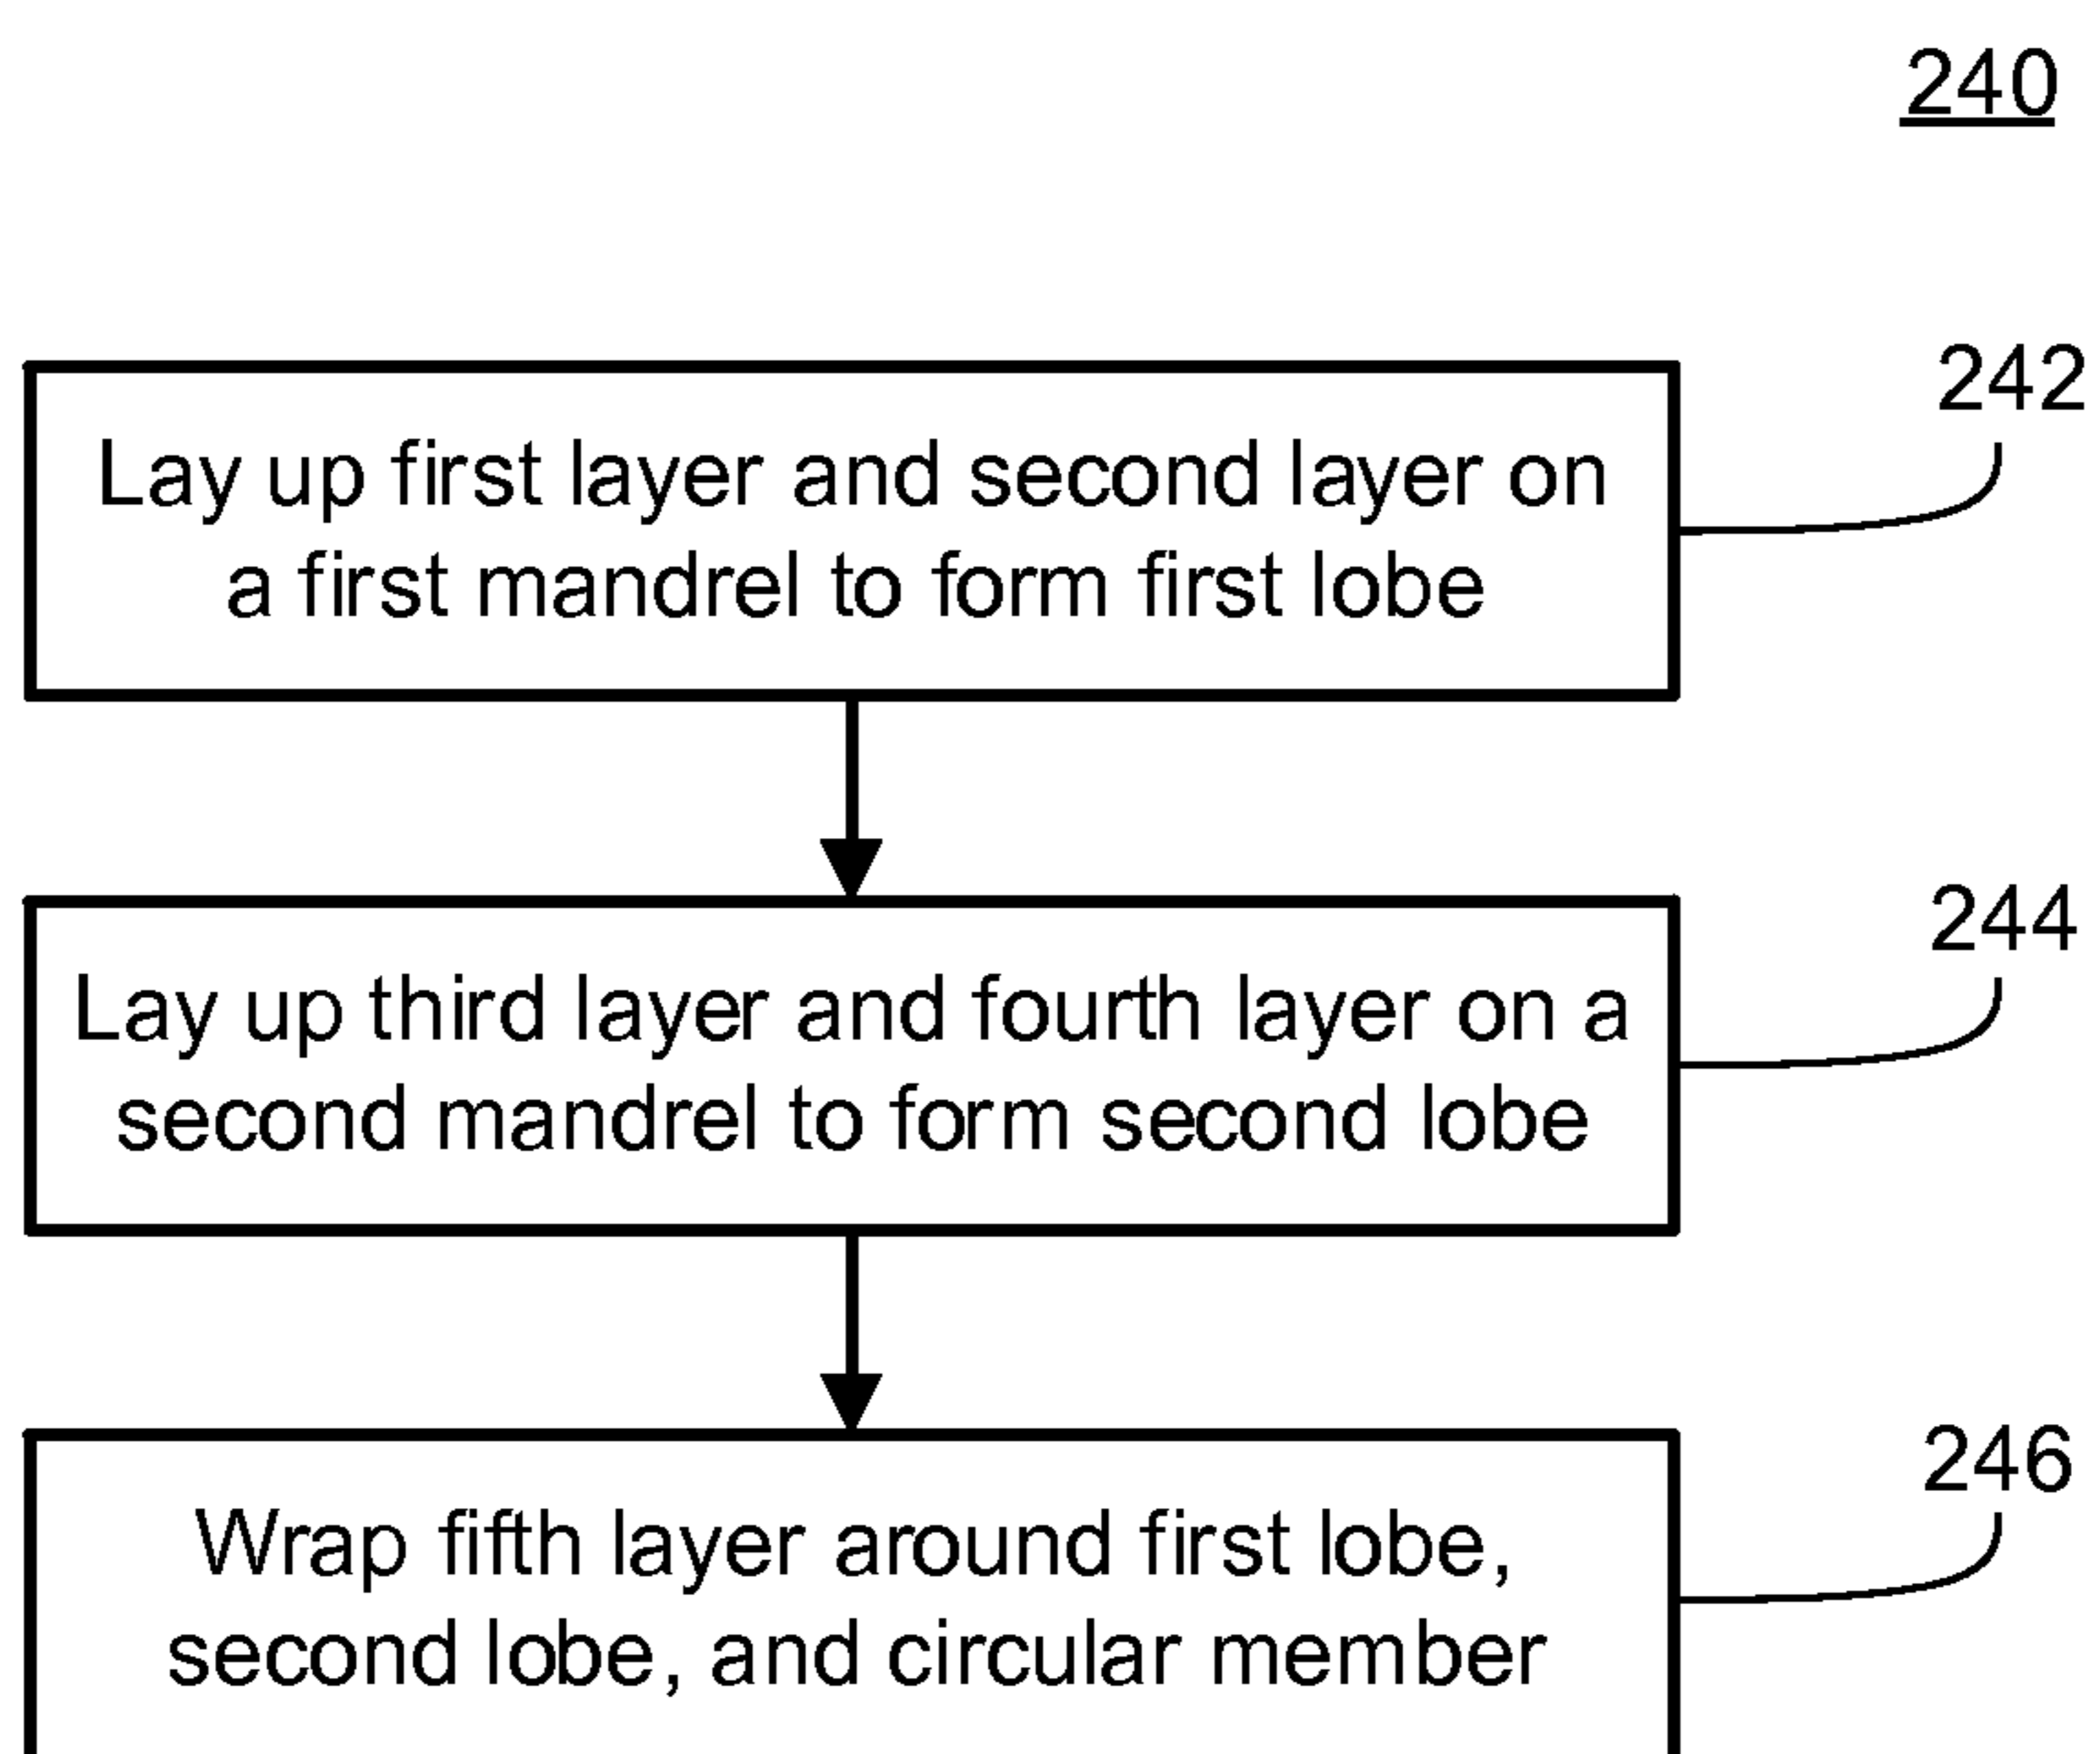 240
242
Lay up first layer and second layer on
a first mandrel to form first lobe
244
Lay up third layer and fourth layer on a
second mandrel to form second lobe
246
Wrap fifth layer around first lobe,
second lobe, and circular member